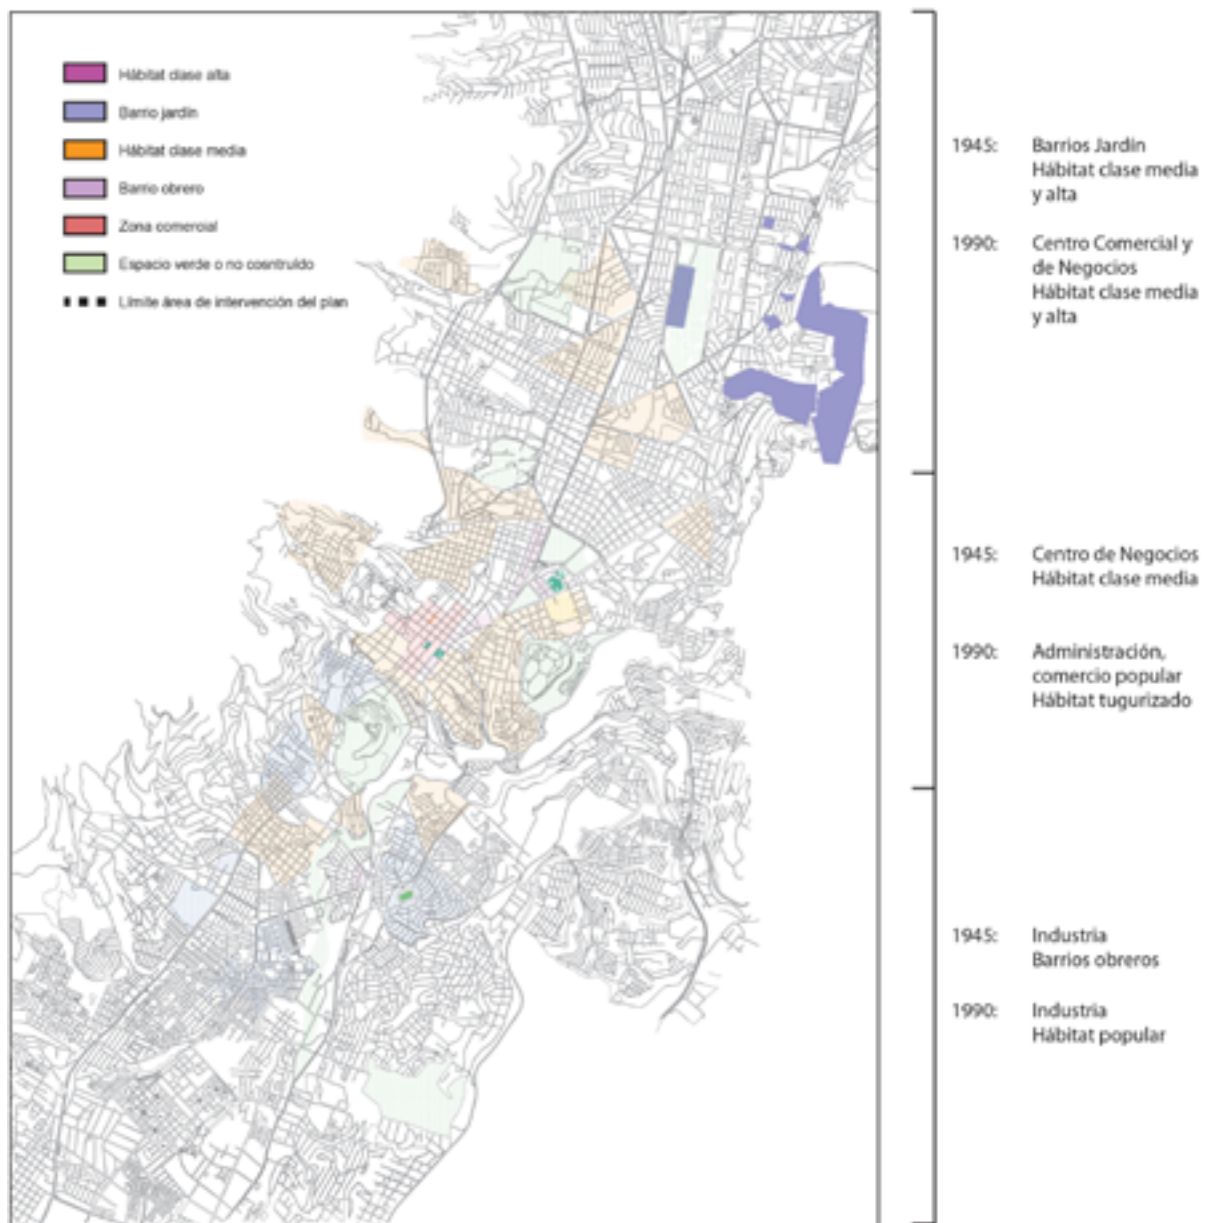 Hábitat clase alta
Barrio jardín
Hábitat clase media
Barrio obrero
Zona comercial
Espacio verde o no cosntruído
Límite área de intervención del plan
1945: Barrios Jardín
Hábitat clase media
y alta
1990: Centro Comercial y
de Negocios
Hábitat clase media
y alta
1945: Centro de Negocios
Hábitat clase media
1990: Administración,
comercio popular
Hábitat tugurizado
1945: Industria
Barrios obreros
1990: Industria
Hábitat popular